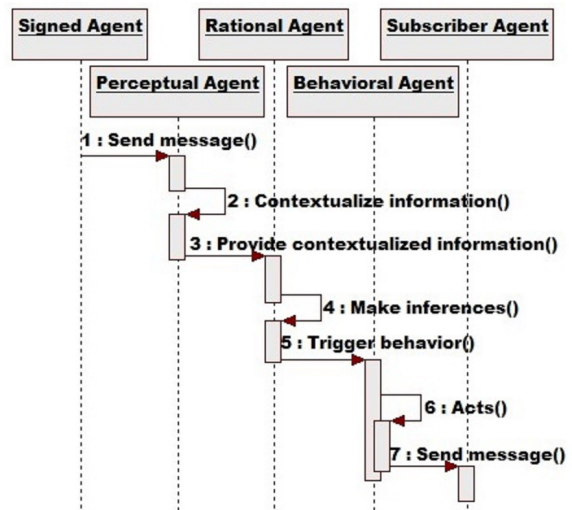 Signed Agent
Rational Agent
Subscriber Agent
Perceptual Agent
Behavioral Agent
1 : Send message()
2 : Contextualize information()
3 : Provide contextualized information()
4 : Make inferences()
5 : Trigger behavior()
6 : Acts()
7 : Send message()